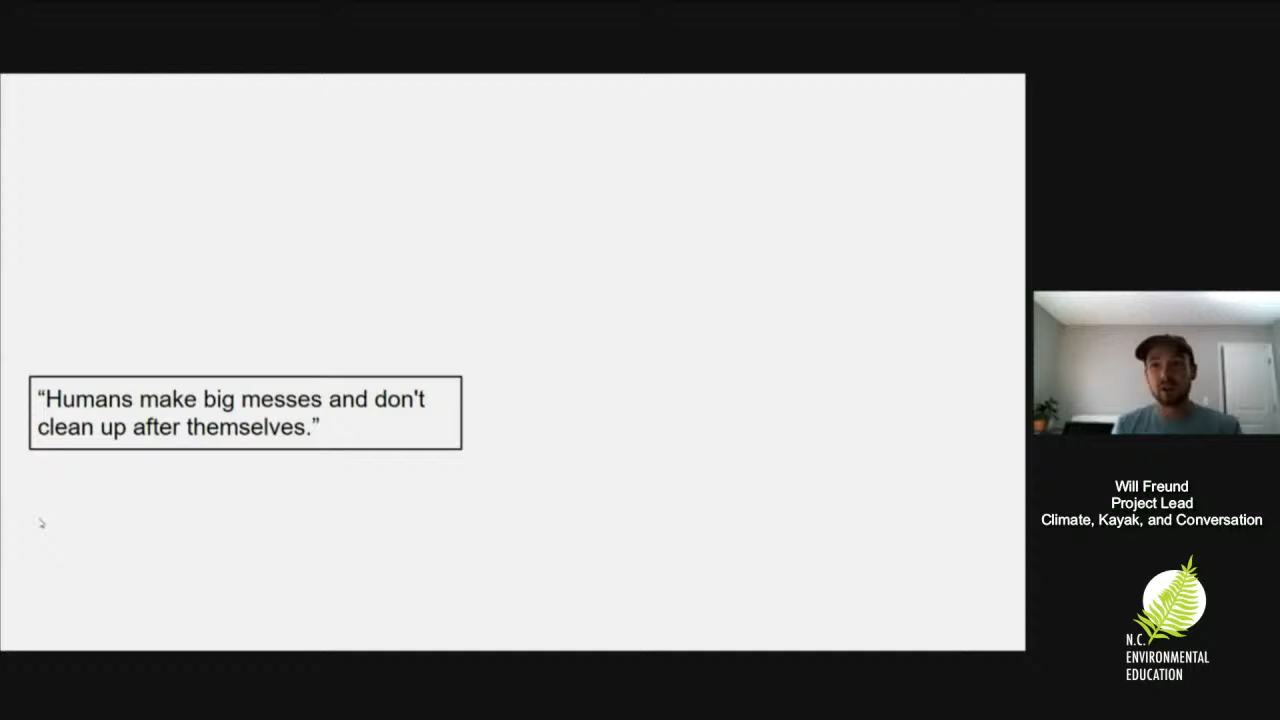 “Humans make big messes and don't
clean up after themselves.”
Will Freund
Project Lead
Climate, Kayak, and Conversation
N.C.
ENVIRONMENTAL
EDUCATION